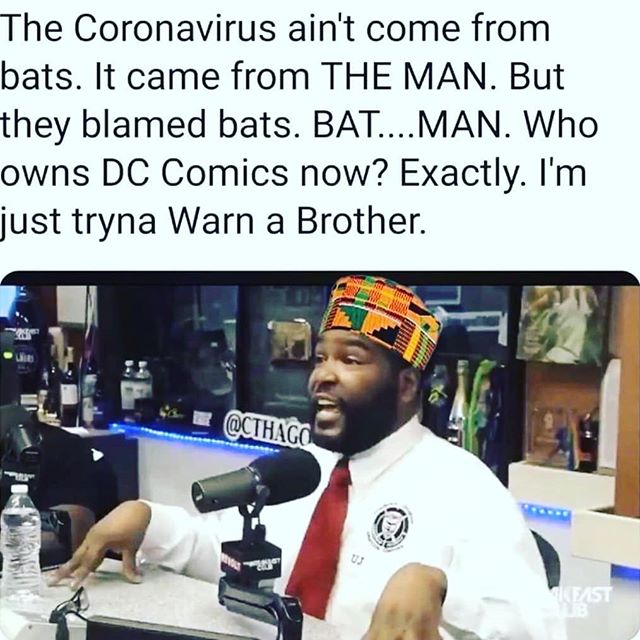 The Coronavirus ain't come from
bats. It came from THE MAN. But
they blamed bats. BAT....MAN. Who
owns DC Comics now? Exactly. I'm
just tryna Warn a Brother.
@CTHAGO
UJ